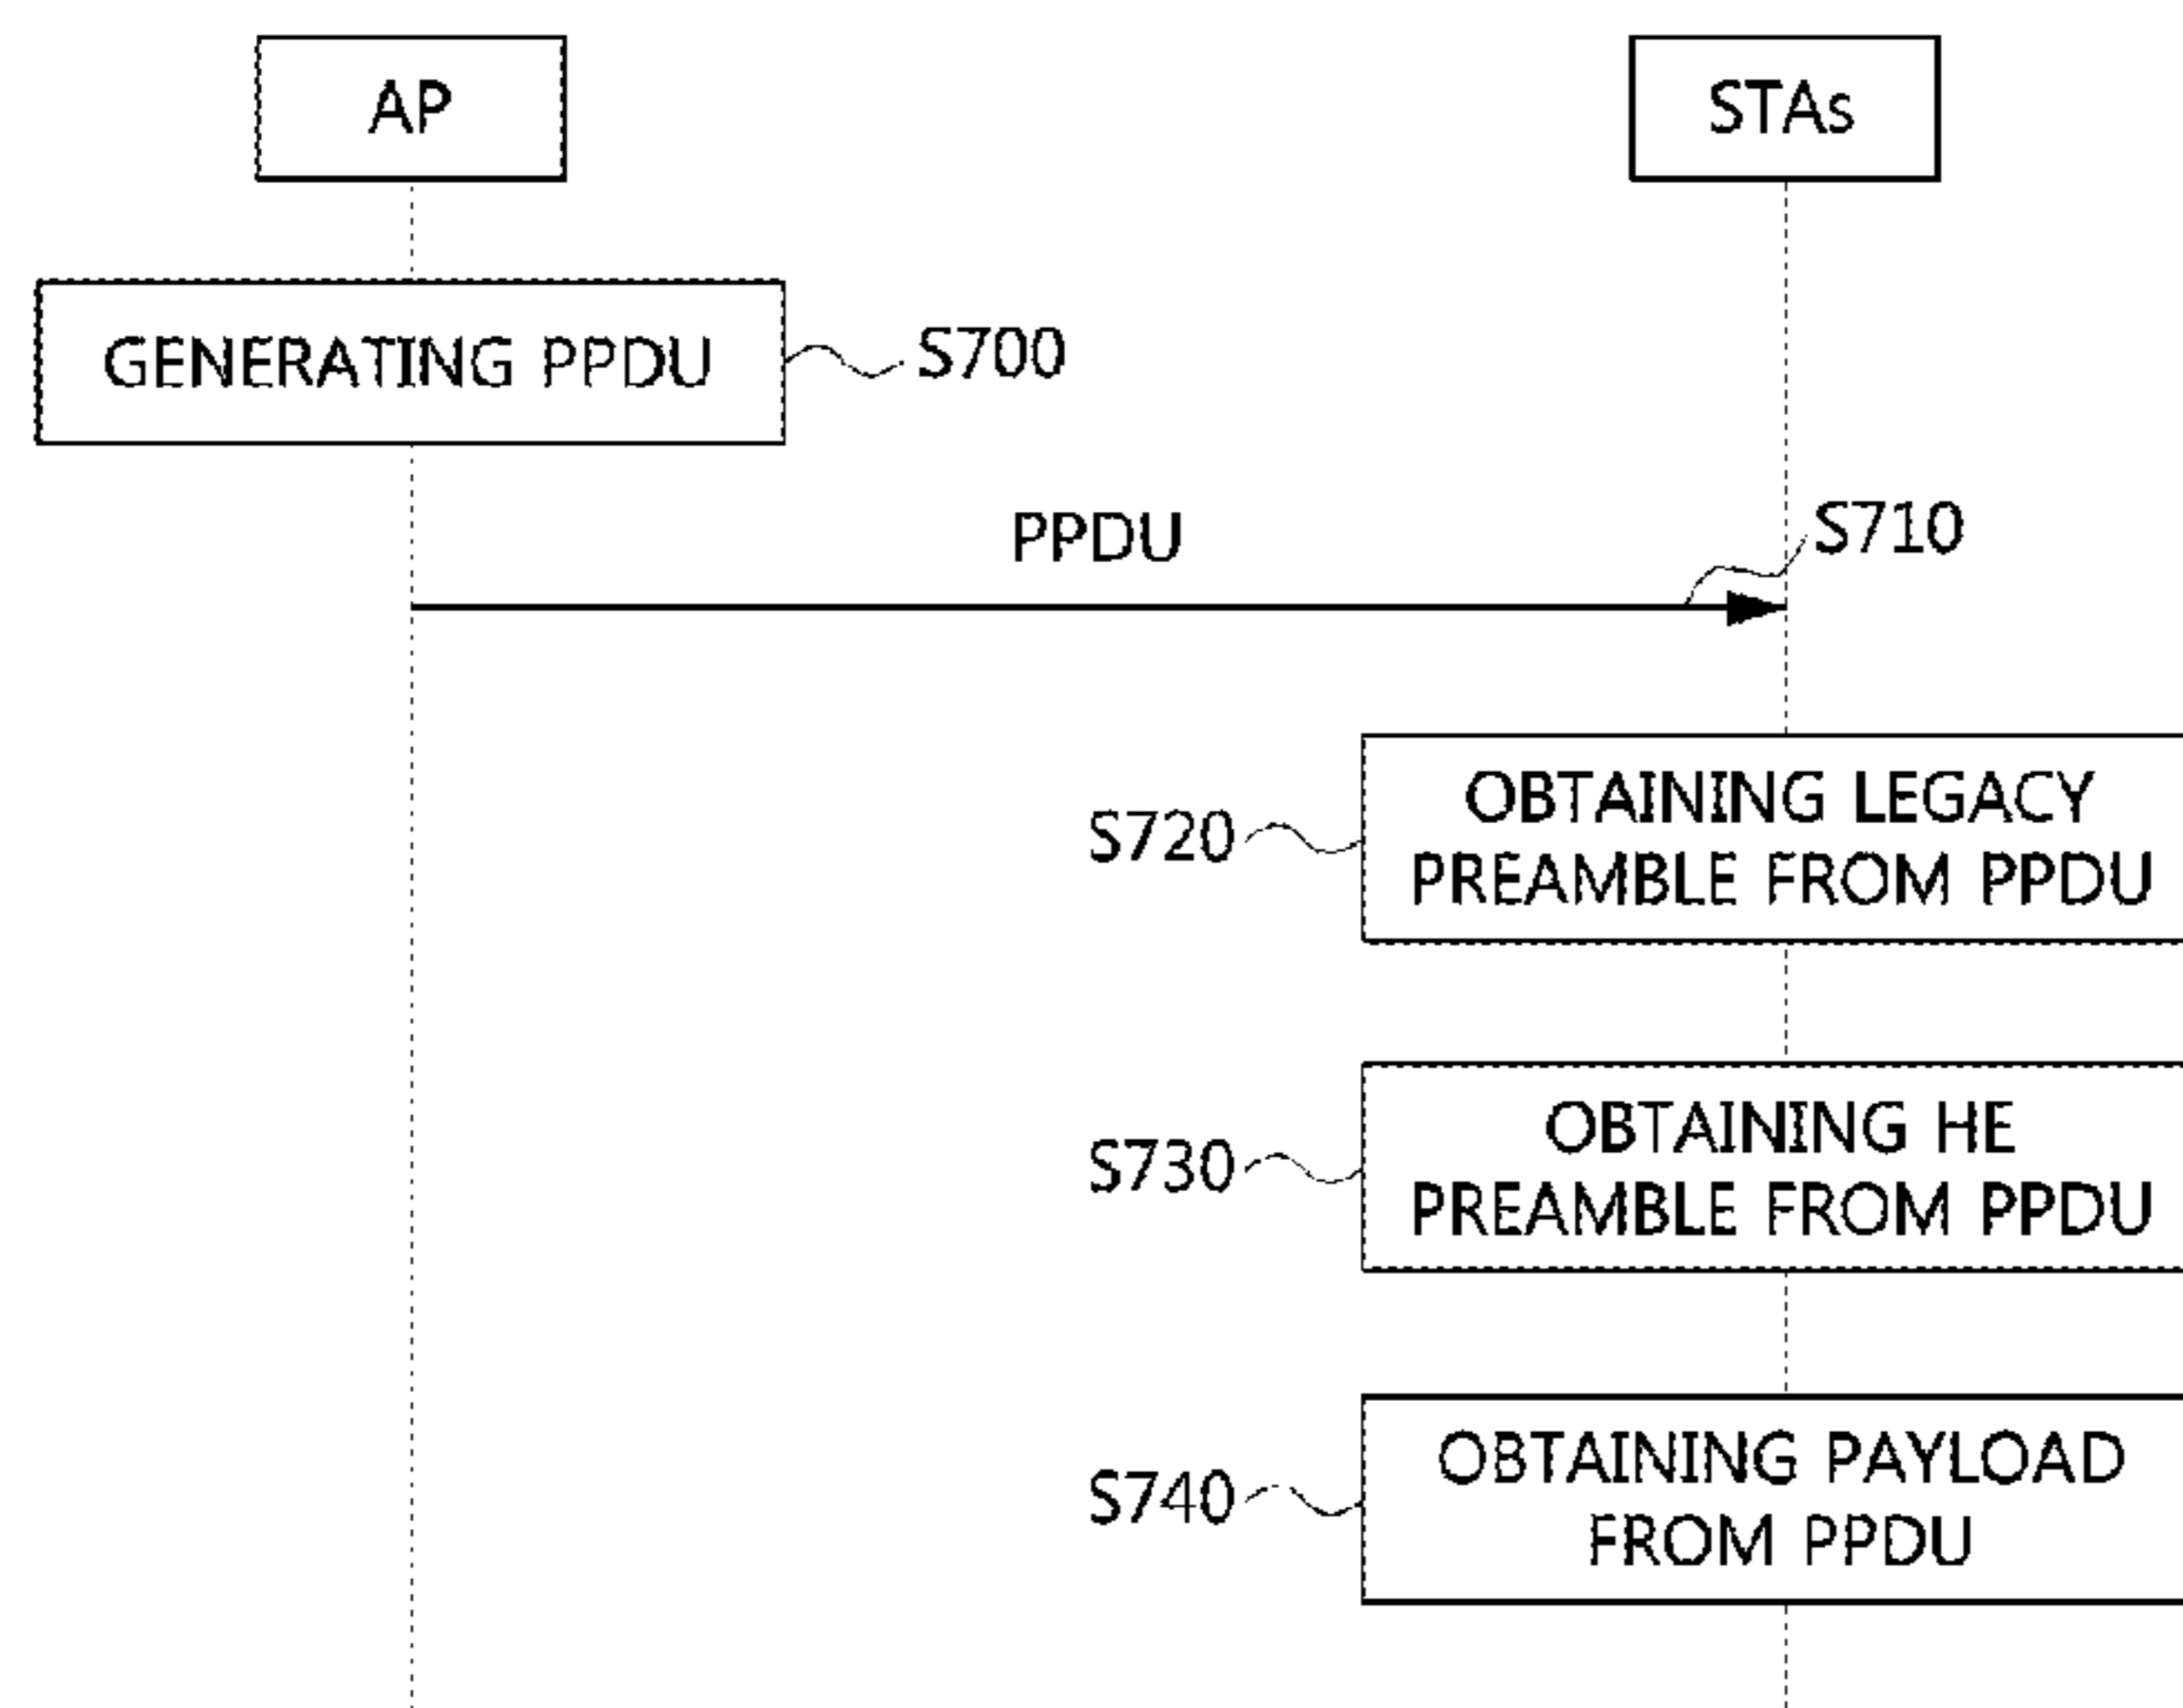 AP
STAs
GENERATING PPDU
S700
PPDU
S710
S720
OBTAINING LEGACY
PREAMBLE FROM PPDU
S730
OBTAINING HE
PREAMBLE FROM PPDU
S740
OBTAINING PAYLOAD
FROM PPDU